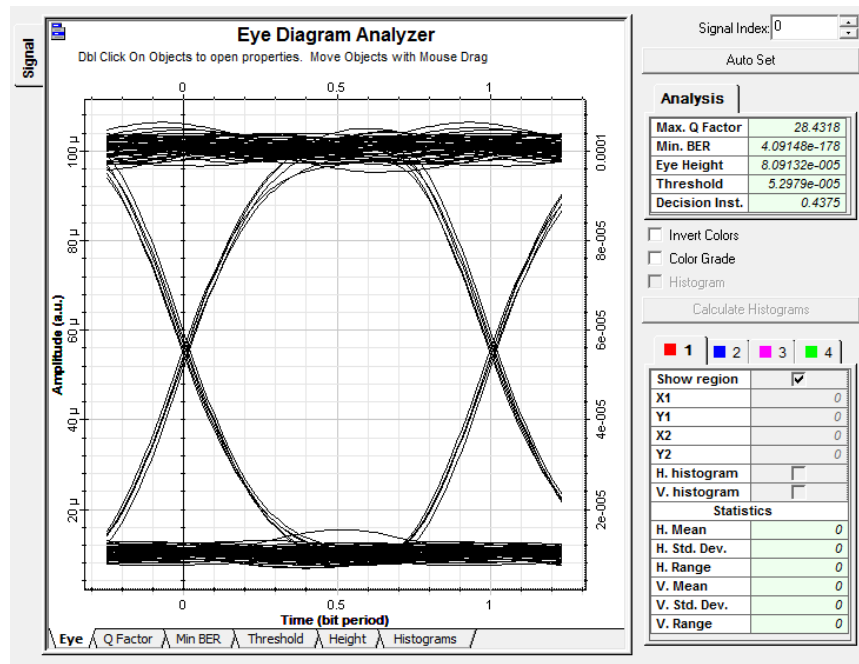 Signal
Eye Diagram Analyzer
Dbl Click On Objects to open properties.  Move Objects with Mouse Drag
0 0.5 1
Amplitude (a.u.)
100 µ
80 µ
60 µ
40 µ
20 µ
0.0001
8e-005
6e-005
4e-005
2e-005
0 0.5 1
Time (bit period)
Eye Q Factor Min BER Threshold Height Histograms
Signal Index: 0
Auto Set
Analysis
Max. Q Factor 28.4318
Min. BER 4.09148e-178
Eye Height 8.09132e-005
Threshold 5.2979e-005
Decision Inst. 0.4375
Invert Colors
Color Grade
Histogram
Calculate Histograms
1 2 3 4
Show region
X1 0
Y1 0
X2 0
Y2 0
H. histogram
V. histogram
Statistics
H. Mean 0
H. Std. Dev. 0
H. Range 0
V. Mean 0
V. Std. Dev. 0
V. Range 0